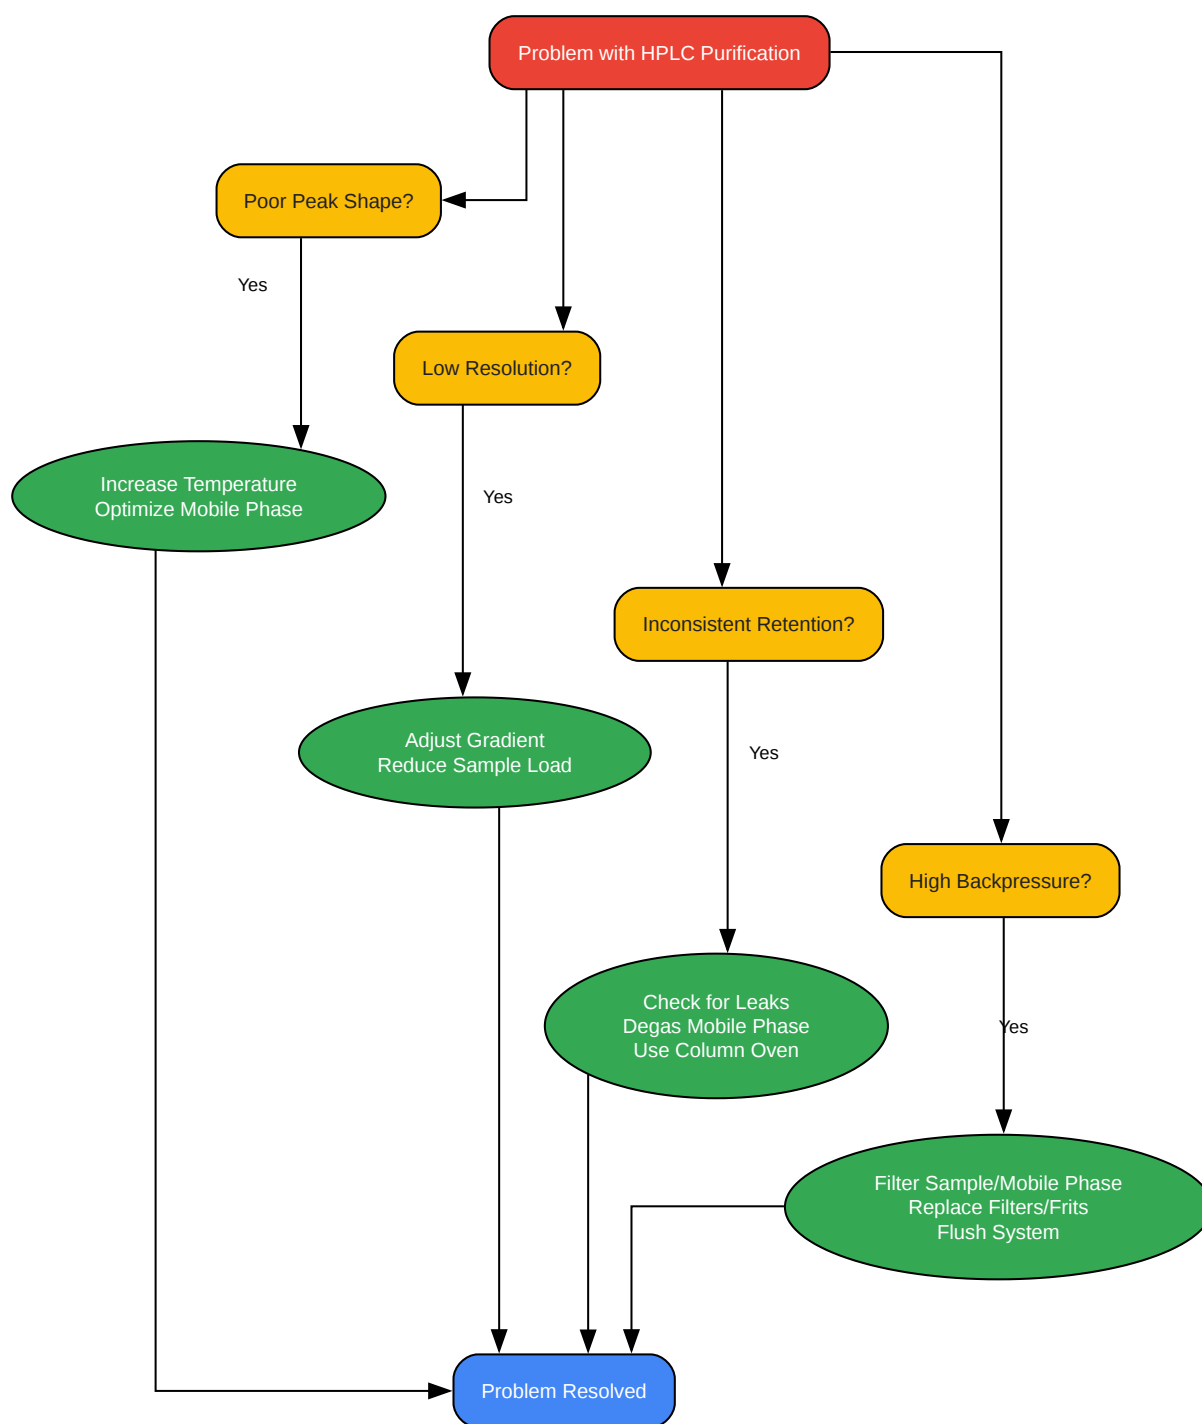 Problem with HPLC Purification
Poor Peak Shape?
Yes
Low Resolution?
Increase Temperature
Optimize Mobile Phase
Yes
Inconsistent Retention?
Adjust Gradient
Reduce Sample Load
Yes
High Backpressure?
Check for Leaks
Degas Mobile Phase
Use Column Oven
Yes
Filter Sample/Mobile Phase
Replace Filters/Frits
Flush System
Problem Resolved